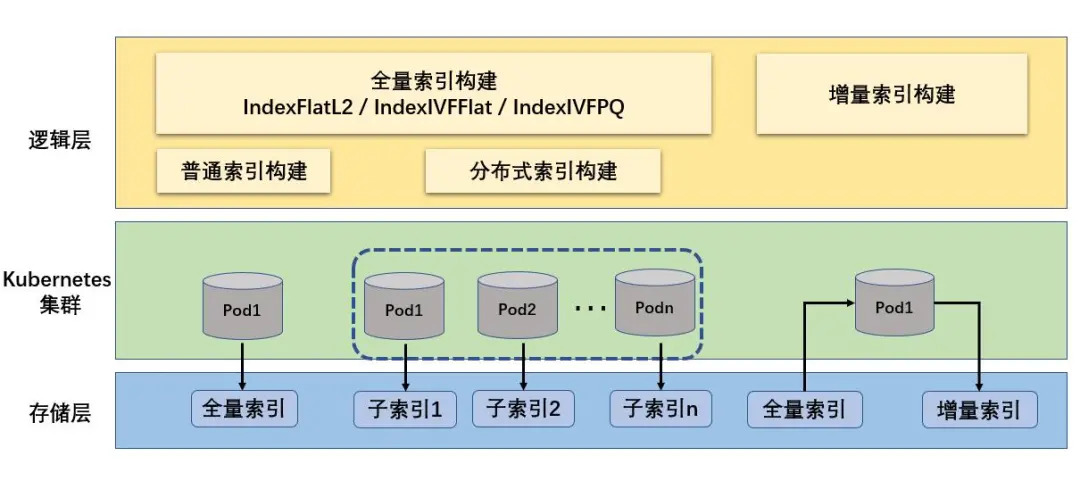 全量索引构建
IndexFlatL2 / IndexIVFFlat / IndexIVFPQ
增量索引构建
逻辑层
普通索引构建
分布式索引构建
Kubernetes
集群
Pod1
Pod1
Pod2
...
Podn
Pod1
存储层
全量索引
子索引1
子索引2
子索引n
全量索引
增量索引